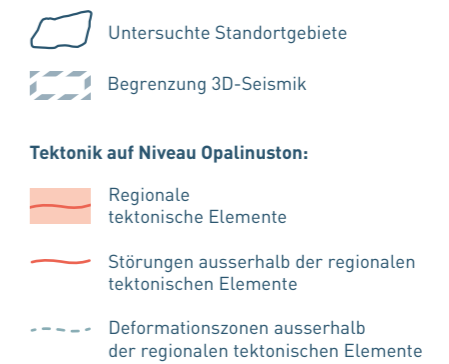 Untersuchte Standortgebiete
Begrenzung 3D-Seismik
Tektonik auf Niveau Opalinuston:
Regionale
tektonische Elemente
Störungen ausserhalb der regionalen
tektonischen Elemente
Deformationszonen ausserhalb
der regionalen tektonischen Elemente